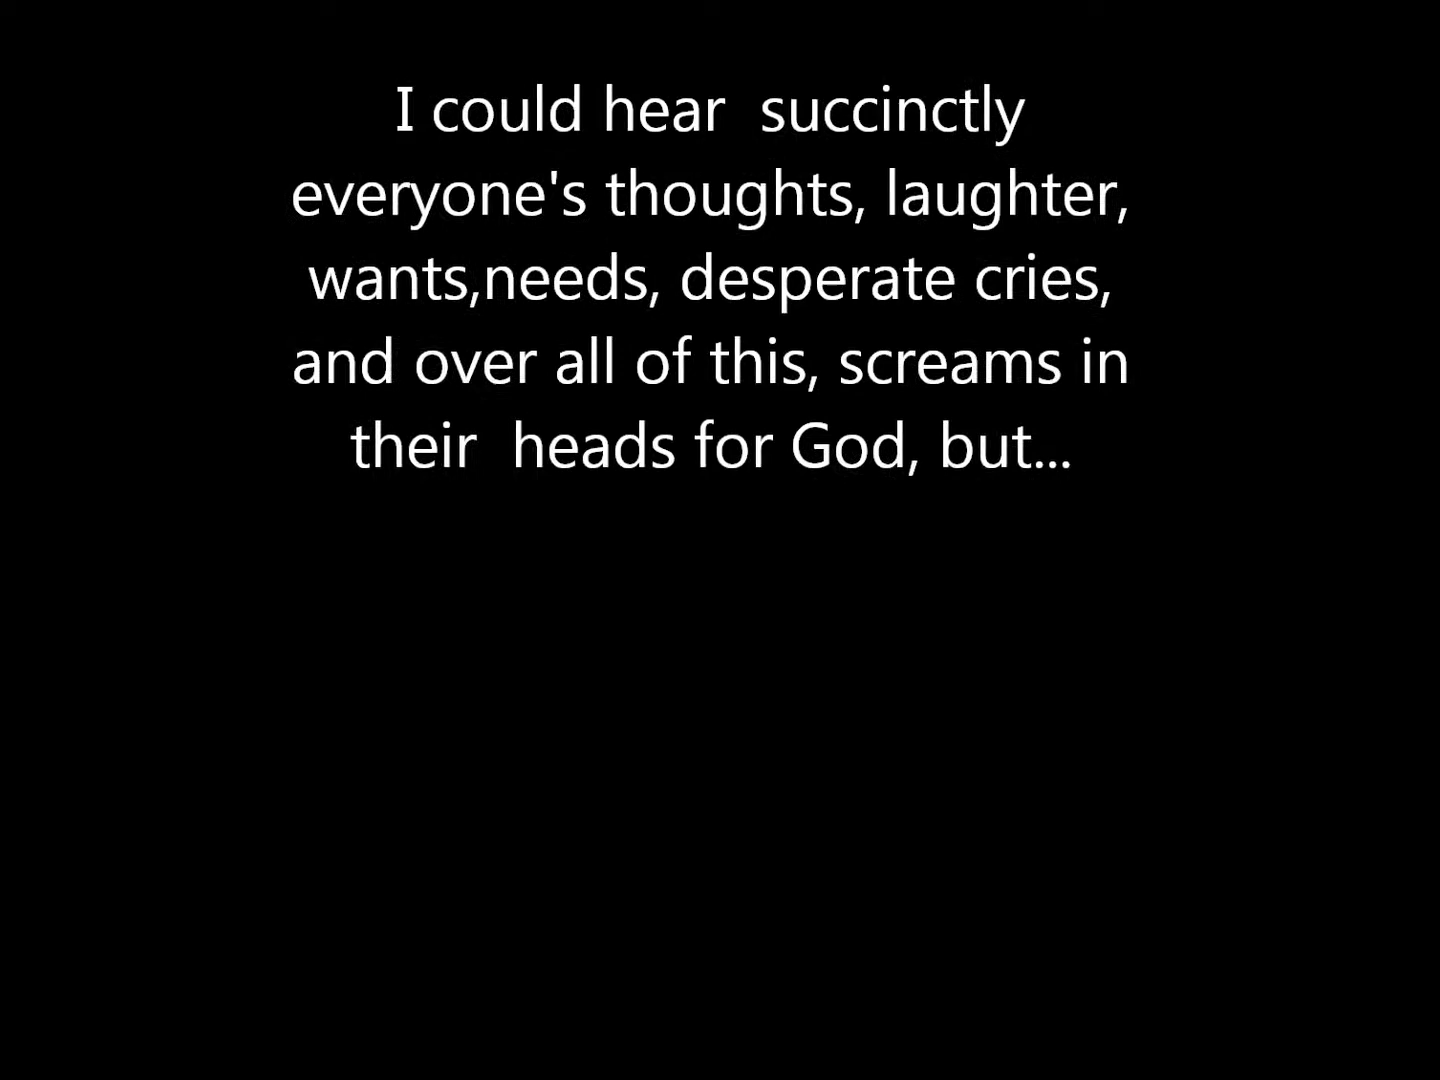 I could hear  succinctly
everyone's thoughts, laughter,
wants,needs, desperate cries,
and over all of this, screams in
their  heads for God, but...